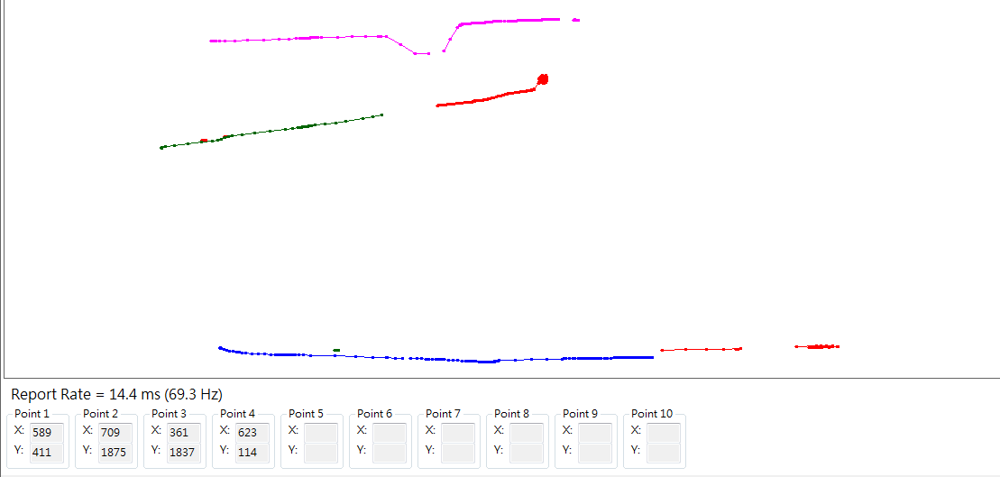 Report Rate = 14.4 ms (69.3 Hz)
Point 1 Point 2 Point 3 Point 4 Point 5 Point 6 Point 7 Point 8 Point 9 Point 10
X: 589 X: 709 X: 361 X: 623 X: X: X: X: X: X:
Y: 411 Y: 1875 Y: 1837 Y: 114 Y: Y: Y: Y: Y: Y: